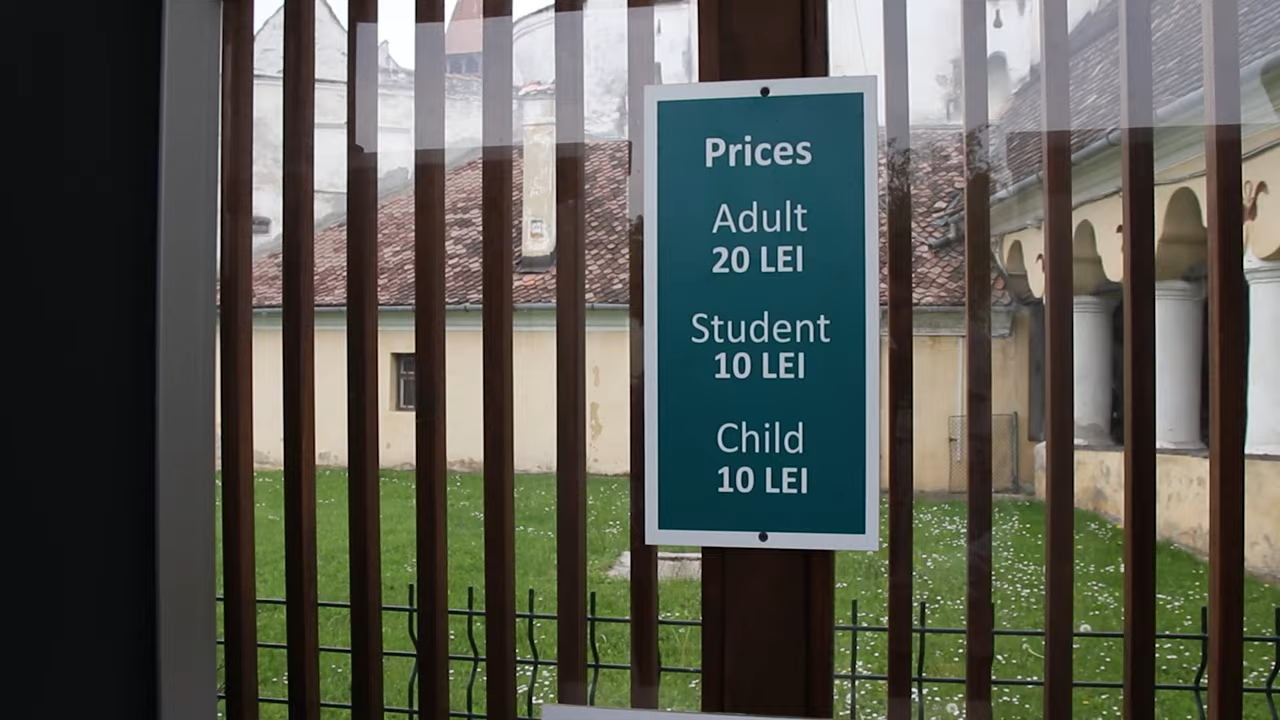 Prices
Adult
20 LEI
Student
10 LEI
Child
10 LEI